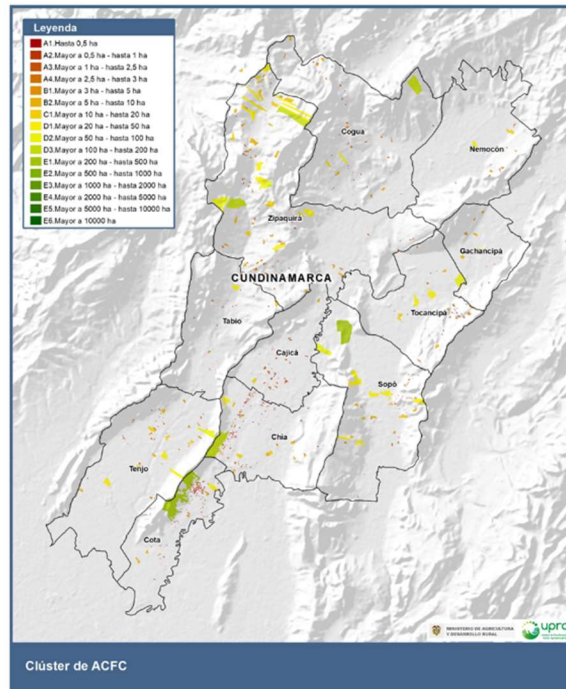 Leyenda
A1.Hasta 0,5 ha
A2.Mayor a 0,5 ha - hasta 1 ha
A3.Mayor a 1 ha - hasta 2,5 ha
A4.Mayor a 2,5 ha - hasta 3 ha
B1.Mayor a 3 ha - hasta 5 ha
B2.Mayor a 5 ha - hasta 10 ha
C1.Mayor a 10 ha - hasta 20 ha
D1.Mayor a 20 ha - hasta 50 ha
D2.Mayor a 50 ha - hasta 100 ha
D3.Mayor a 100 ha - hasta 200 ha
E1.Mayor a 200 ha - hasta 500 ha
E2.Mayor a 500 ha - hasta 1000 ha
E3.Mayor a 1000 ha - hasta 2000 ha
E4.Mayor a 2000 ha - hasta 5000 ha
E5.Mayor a 5000 ha - hasta 10000 ha
E6.Mayor a 10000 ha
Cogua
Nemocón
Zipaquirá
Gachancipá
CUNDINAMARCA
Tocancipá
Tabio
Cajicá
Sopó
Chía
Tenjo
Cota
MINISTERIO DE AGRICULTURA
Y DESARROLLO RURAL
upra
Clúster de ACFC